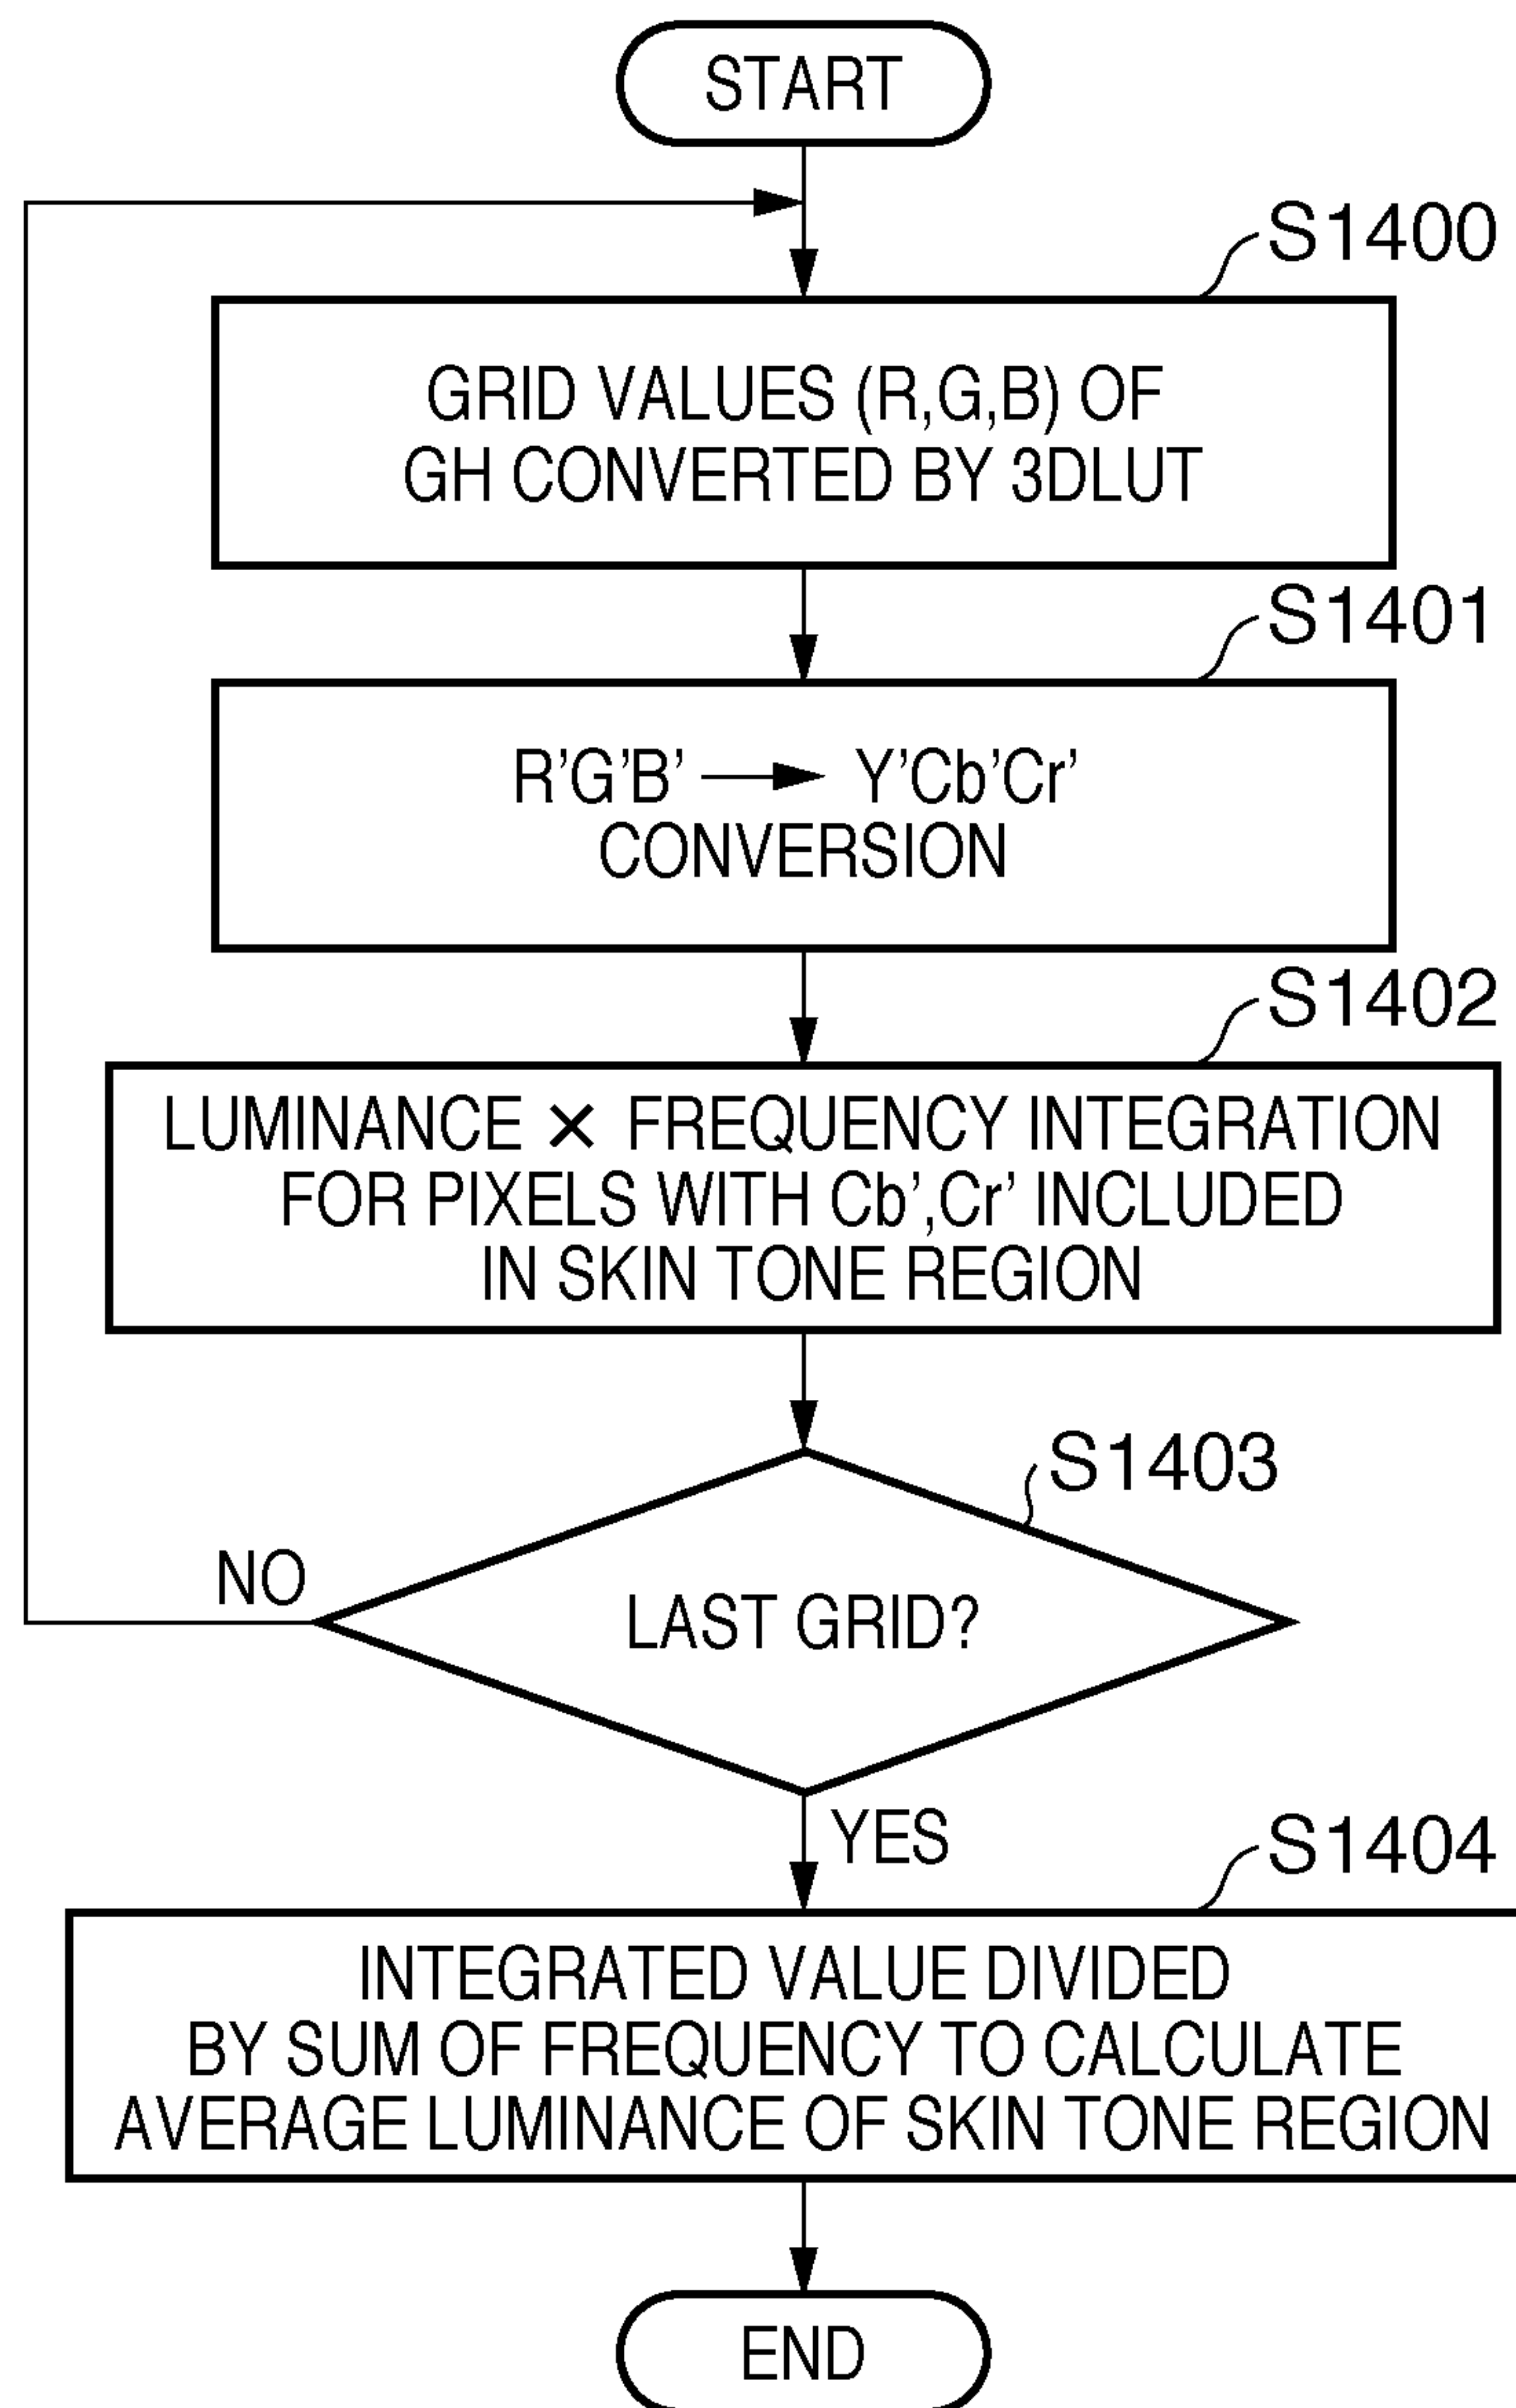 START
S1400
GRID VALUES (R,G,B) OF
GH CONVERTED BY 3DLUT
S1401
R'G'B' → Y'Cb'Cr'
CONVERSION
S1402
LUMINANCE × FREQUENCY INTEGRATION
FOR PIXELS WITH Cb',Cr' INCLUDED
IN SKIN TONE REGION
S1403
LAST GRID?
NO
YES
S1404
INTEGRATED VALUE DIVIDED
BY SUM OF FREQUENCY TO CALCULATE
AVERAGE LUMINANCE OF SKIN TONE REGION
END